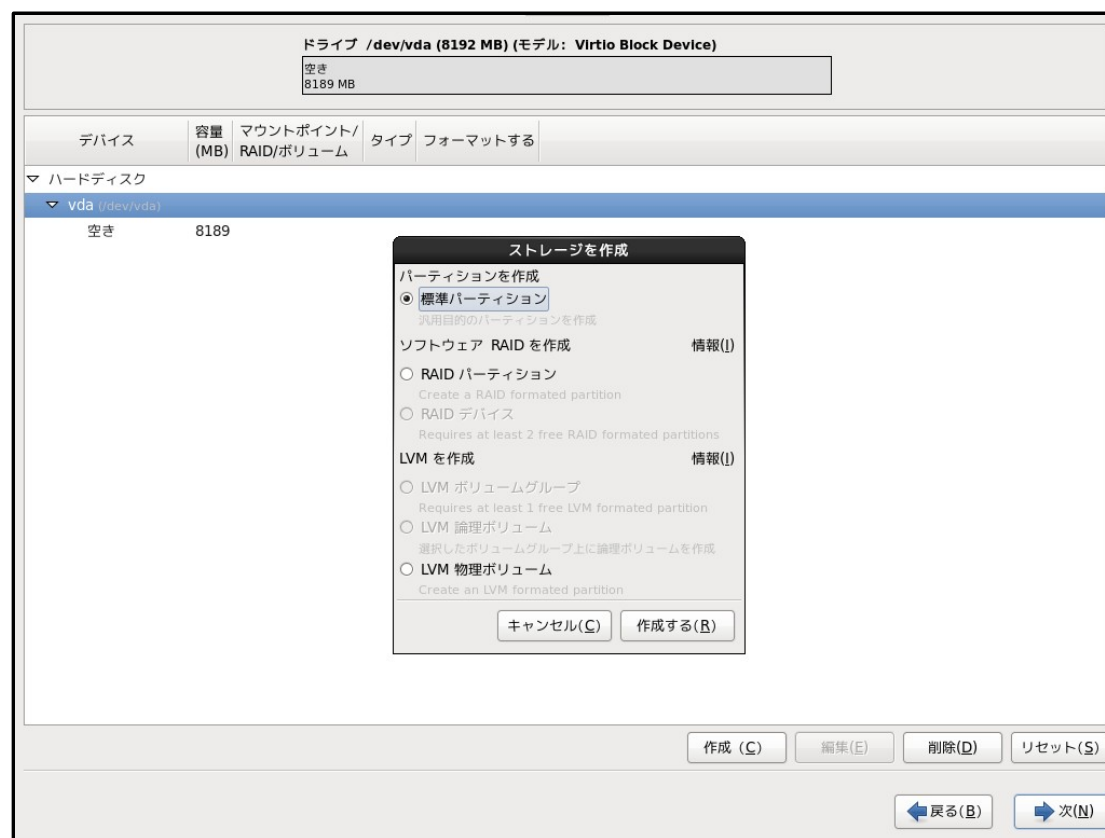 ドライブ /dev/vda (8192 MB) (モデル: Virtio Block Device)
空き
8189 MB
デバイス
容量
(MB)
マウントポイント/
RAID/ボリューム
タイプ
フォーマットする
ハードディスク
vda (/dev/vda)
空き 8189
ストレージを作成
パーティションを作成
標準パーティション
汎用目的のパーティションを作成
ソフトウェア RAID を作成 情報(I)
RAID パーティション
Create a RAID formated partition
RAID デバイス
Requires at least 2 free RAID formated partitions
LVM を作成 情報(I)
LVM ボリュームグループ
Requires at least 1 free LVM formated partition
LVM 論理ボリューム
選択したボリュームグループ上に論理ボリュームを作成
LVM 物理ボリューム
Create an LVM formated partition
キャンセル(C) 作成する(R)
作成 (C) 編集(E) 削除(D) リセット(S)
戻る(B) 次(N)